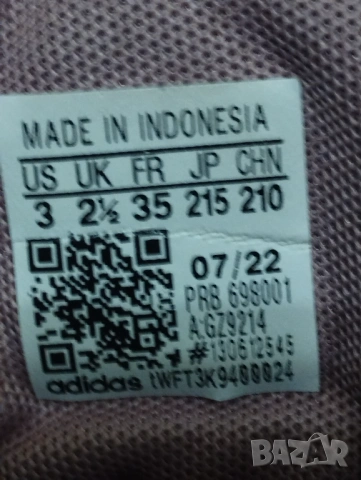 MADE IN INDONESIA
US UK FR JP CHN
3 2½ 35 215 210
07/22
PRB 698001
A:GZ9214
#130612545
adidas tWFT3K9400024
BAZAR